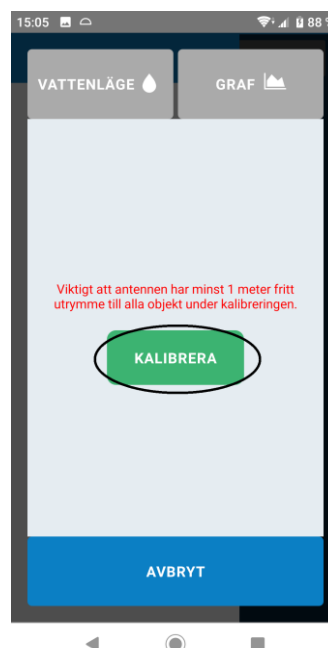 15:05 88 %
VATTENLÄGE GRAF
Viktigt att antennen har minst 1 meter fritt
utrymme till alla objekt under kalibreringen.
KALIBRERA
AVBRYT